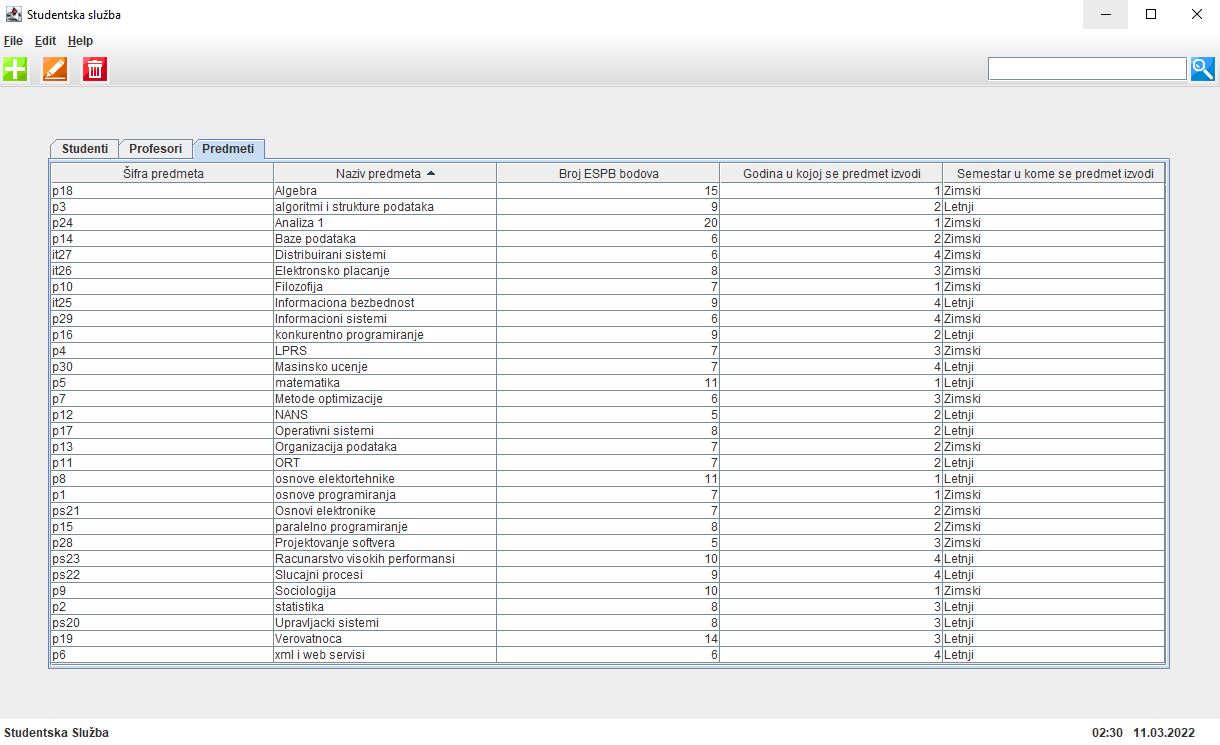 Studentska služba
File Edit Help
Studenti Profesori Predmeti
Šifra predmeta Naziv predmeta Broj ESPB bodova Godina u kojoj se predmet izvodi Semestar u kome se predmet izvodi
p18 Algebra 15 1 Zimski
p3 algoritmi i strukture podataka 9 2 Letnji
p24 Analiza 1 20 1 Zimski
p14 Baze podataka 6 2 Zimski
it27 Distribuirani sistemi 6 4 Zimski
it26 Elektronsko placanje 8 3 Zimski
p10 Filozofija 7 1 Zimski
it25 Informaciona bezbednost 9 4 Letnji
p29 Informacioni sistemi 6 4 Zimski
p16 konkurentno programiranje 9 2 Letnji
p4 LPRS 7 3 Zimski
p30 Masinsko ucenje 7 4 Letnji
p5 matematika 11 1 Letnji
p7 Metode optimizacije 6 3 Zimski
p12 NANS 5 2 Letnji
p17 Operativni sistemi 8 2 Letnji
p13 Organizacija podataka 7 2 Zimski
p11 ORT 7 2 Letnji
p8 osnove elektortehnike 11 1 Letnji
p1 osnove programiranja 7 1 Zimski
ps21 Osnovi elektronike 7 2 Zimski
p15 paralelno programiranje 8 2 Zimski
p28 Projektovanje softvera 5 3 Zimski
ps23 Racunarstvo visokih performansi 10 4 Letnji
ps22 Slucajni procesi 9 4 Letnji
p9 Sociologija 10 1 Zimski
p2 statistika 8 3 Letnji
ps20 Upravljacki sistemi 8 3 Letnji
p19 Verovatnoca 14 3 Letnji
p6 xml i web servisi 6 4 Letnji
Studentska Služba 02:30 11.03.2022